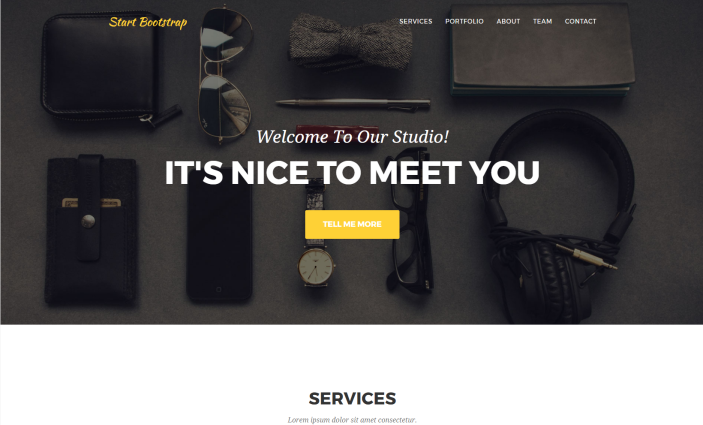 Start Bootstrap
SERVICES PORTFOLIO ABOUT TEAM CONTACT
Welcome To Our Studio!
IT'S NICE TO MEET YOU
TELL ME MORE
SERVICES
Lorem ipsum dolor sit amet consectetur.